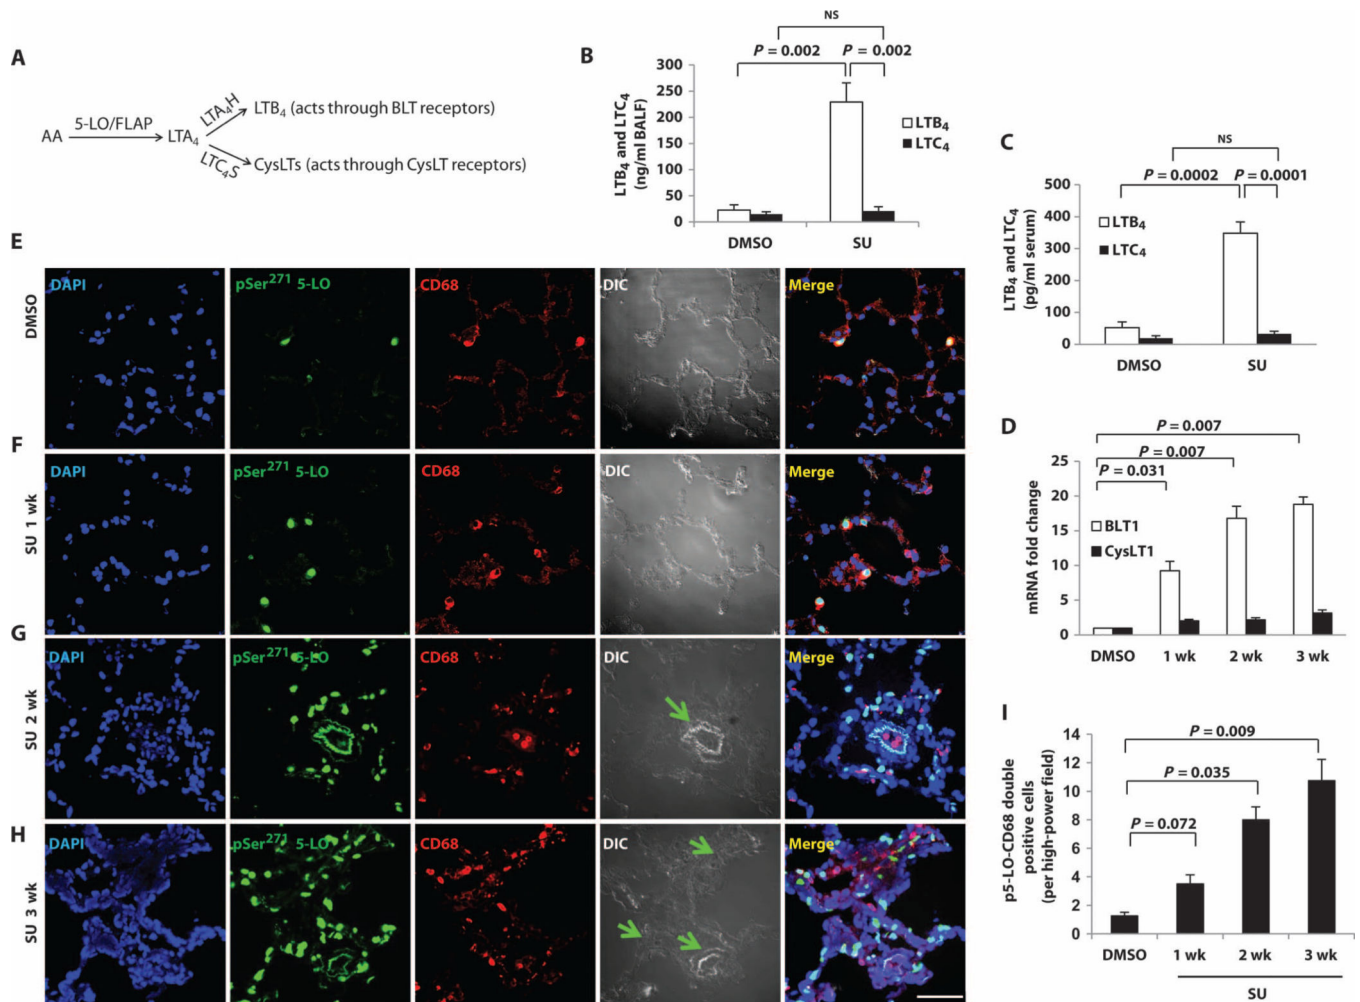 A
AA
5-LO/FLAP
LTA₄
LTA₄H
LTB₄ (acts through BLT receptors)
LTC₄S
CysLTs (acts through CysLT receptors)
B
NS
P = 0.002
P = 0.002
LTB₄ and LTC₄
(ng/ml BALF)
300
250
200
150
100
50
0
LTB₄
LTC₄
DMSO
SU
C
NS
P = 0.0002
P = 0.0001
LTB₄ and LTC₄
(pg/ml serum)
500
400
300
200
100
0
LTB₄
LTC₄
DMSO
SU
D
P = 0.007
P = 0.007
P = 0.031
mRNA fold change
25
20
15
10
5
0
BLT1
CysLT1
DMSO
1 wk
2 wk
3 wk
E
DMSO
DAPI
pSer²⁷¹ 5-LO
CD68
DIC
Merge
F
SU 1 wk
DAPI
pSer²⁷¹ 5-LO
CD68
DIC
Merge
G
SU 2 wk
DAPI
pSer²⁷¹ 5-LO
CD68
DIC
Merge
H
SU 3 wk
DAPI
pSer²⁷¹ 5-LO
CD68
DIC
Merge
I
P = 0.009
P = 0.035
P = 0.072
p5-LO-CD68 double
positive cells
(per high-power field)
14
12
10
8
6
4
2
0
DMSO
1 wk
2 wk
3 wk
SU